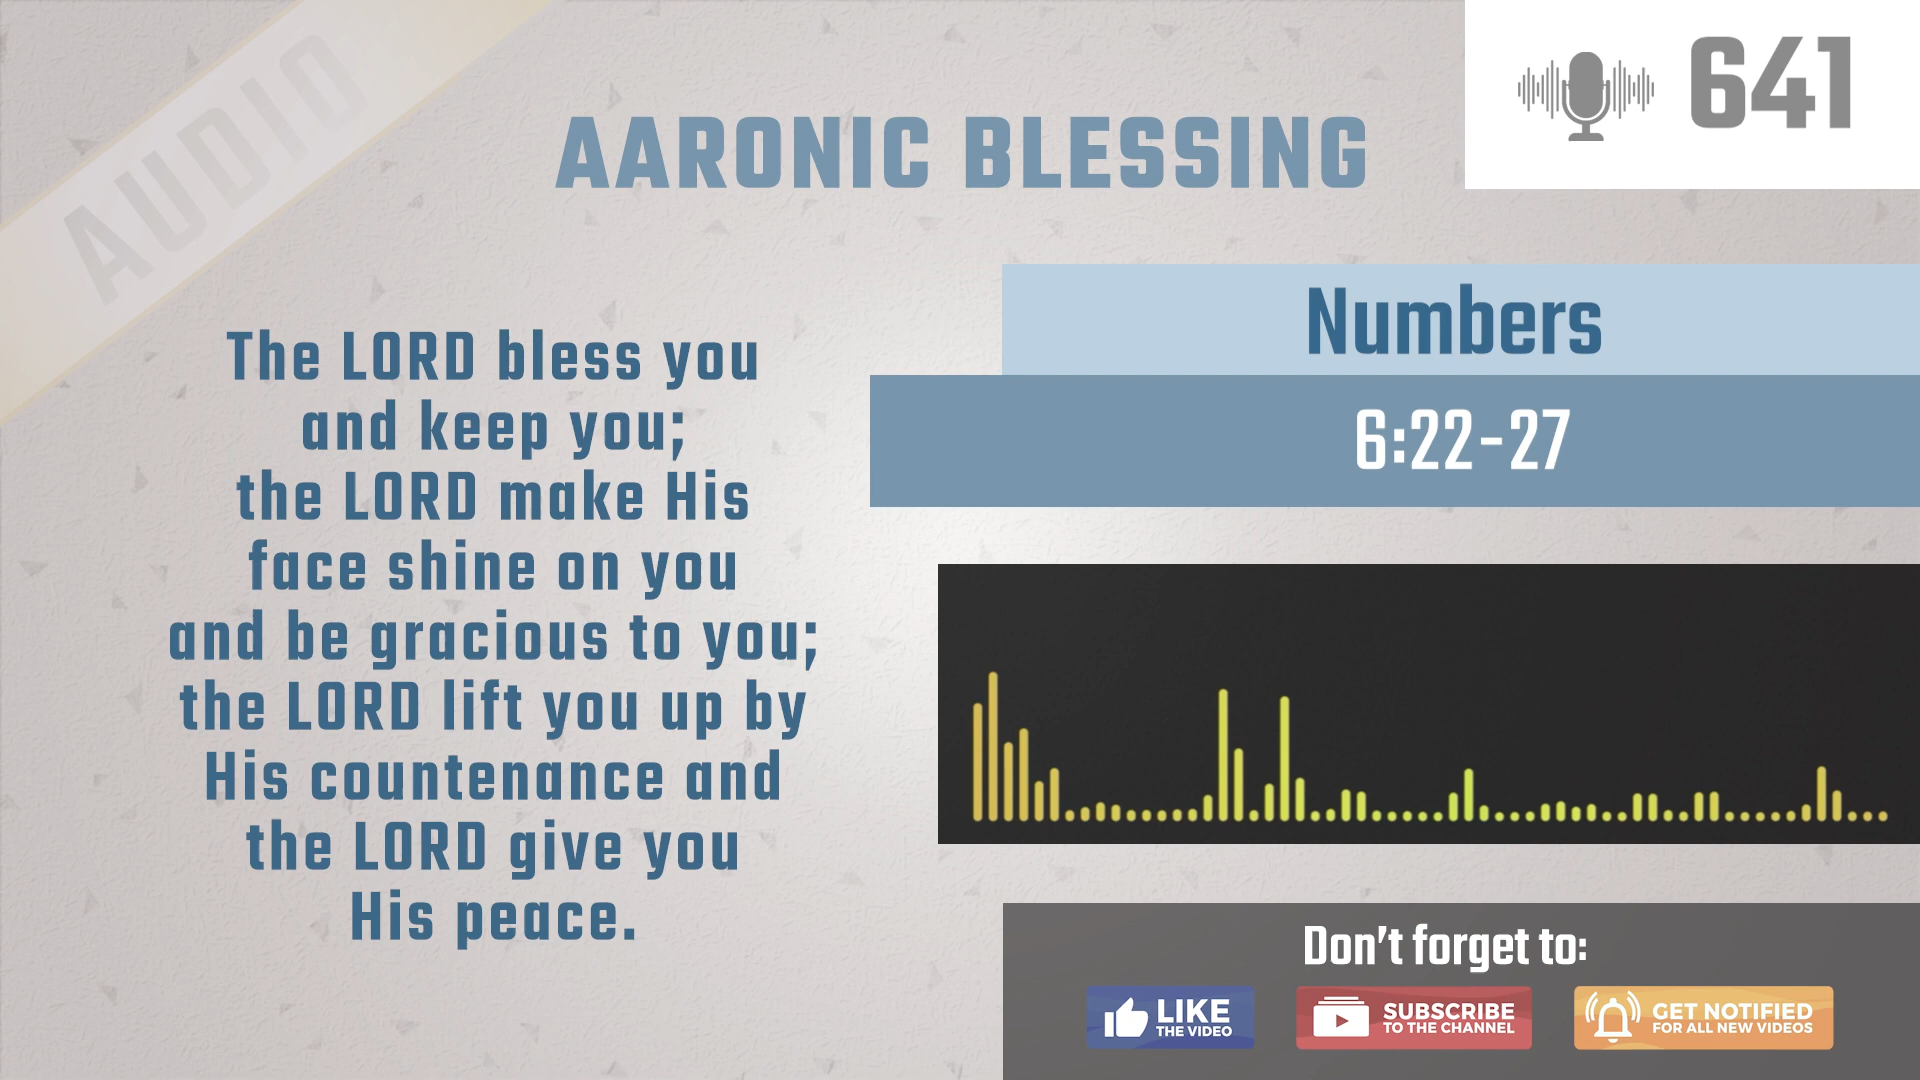 AUDIO
641
AARONIC BLESSING
Numbers
6:22-27
The LORD bless you
and keep you;
the LORD make His
face shine on you
and be gracious to you;
the LORD lift you up by
His countenance and
the LORD give you
His peace.
Don't forget to:
LIKE
THE VIDEO
SUBSCRIBE
TO THE CHANNEL
GET NOTIFIED
FOR ALL NEW VIDEOS